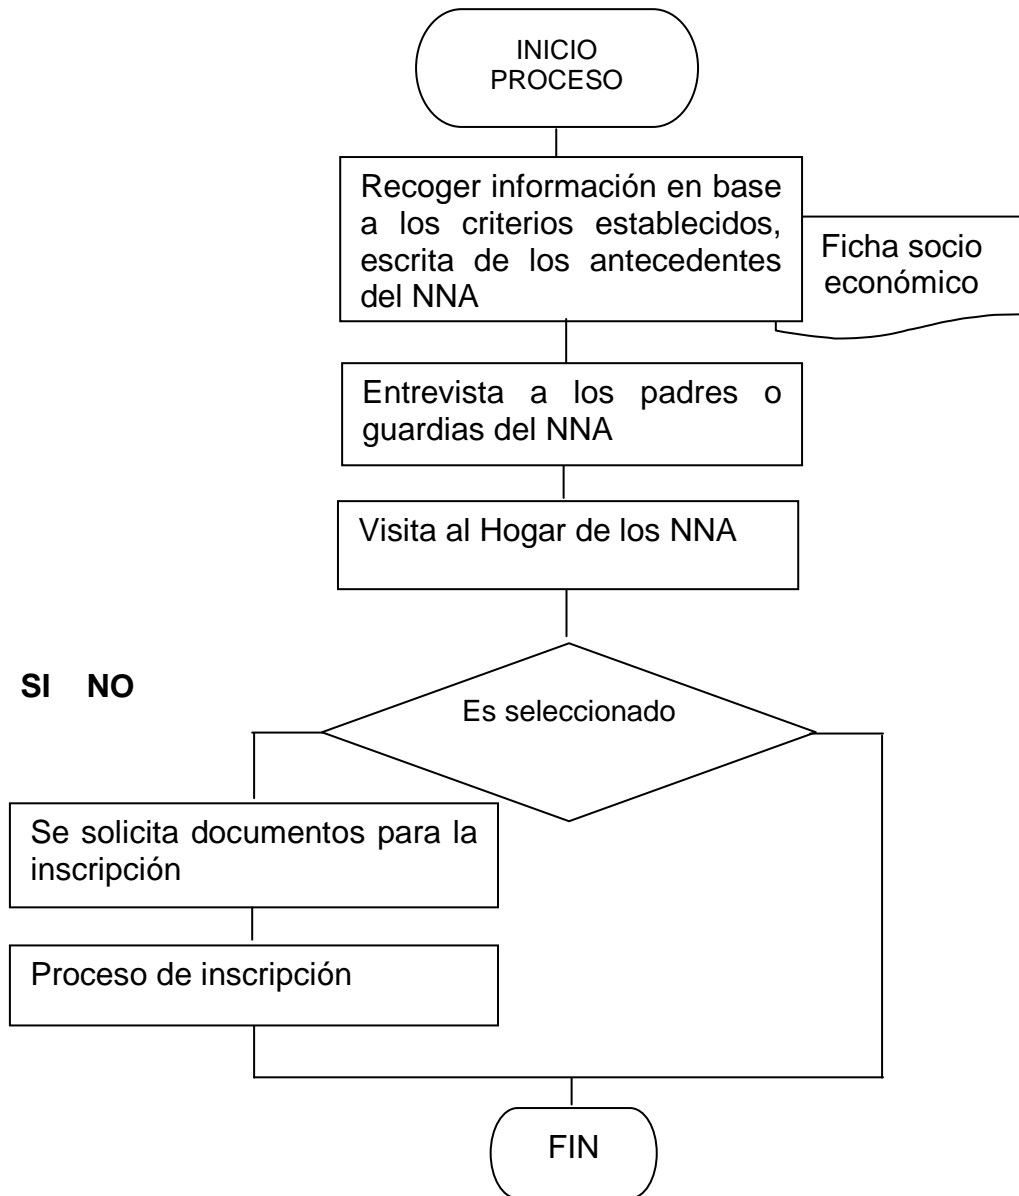 INICIO
PROCESO
Recoger información en base
a los criterios establecidos,
escrita de los antecedentes
del NNA
Ficha socio
económico
Entrevista a los padres o
guardias del NNA
Visita al Hogar de los NNA
SI NO
Es seleccionado
Se solicita documentos para la
inscripción
Proceso de inscripción
FIN